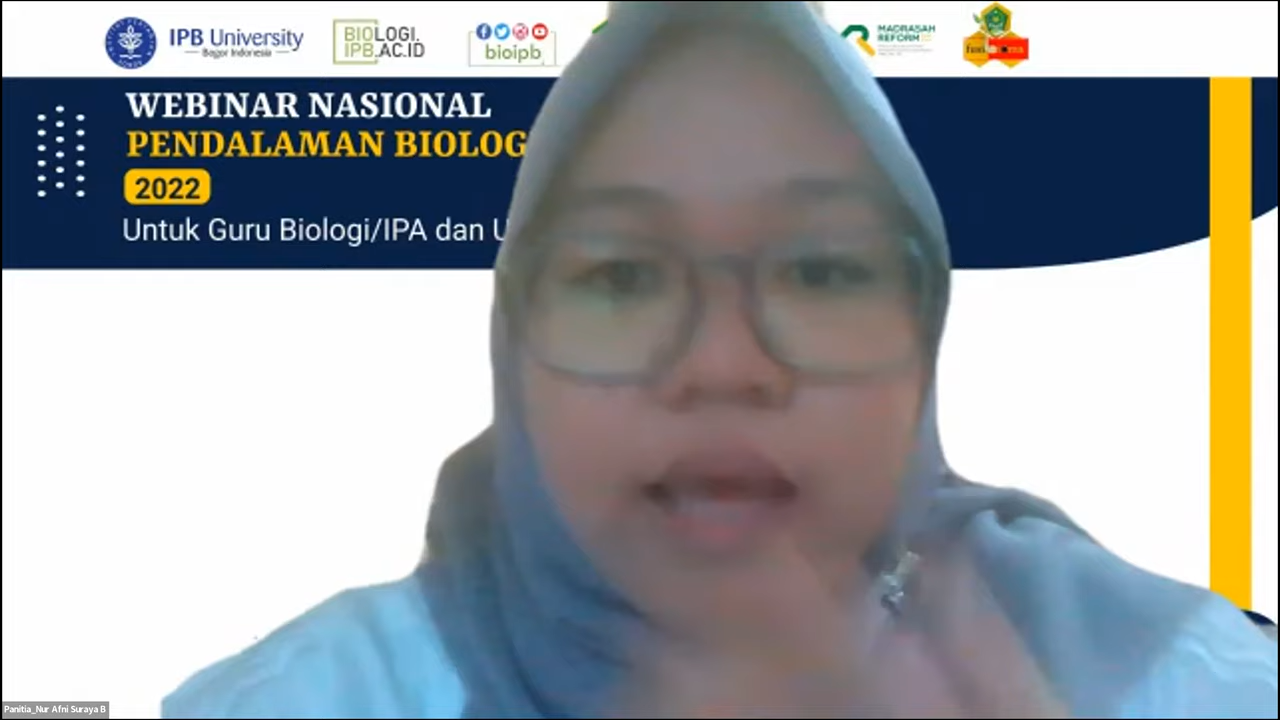 IPB University
Bogor Indonesia
BIOLOGI.
IPB.AC.ID
bioipb
MADRASAH
REFORM
WEBINAR NASIONAL
PENDALAMAN BIOLOG
2022
Untuk Guru Biologi/IPA dan U
Panitia_Nur Afni Suraya B